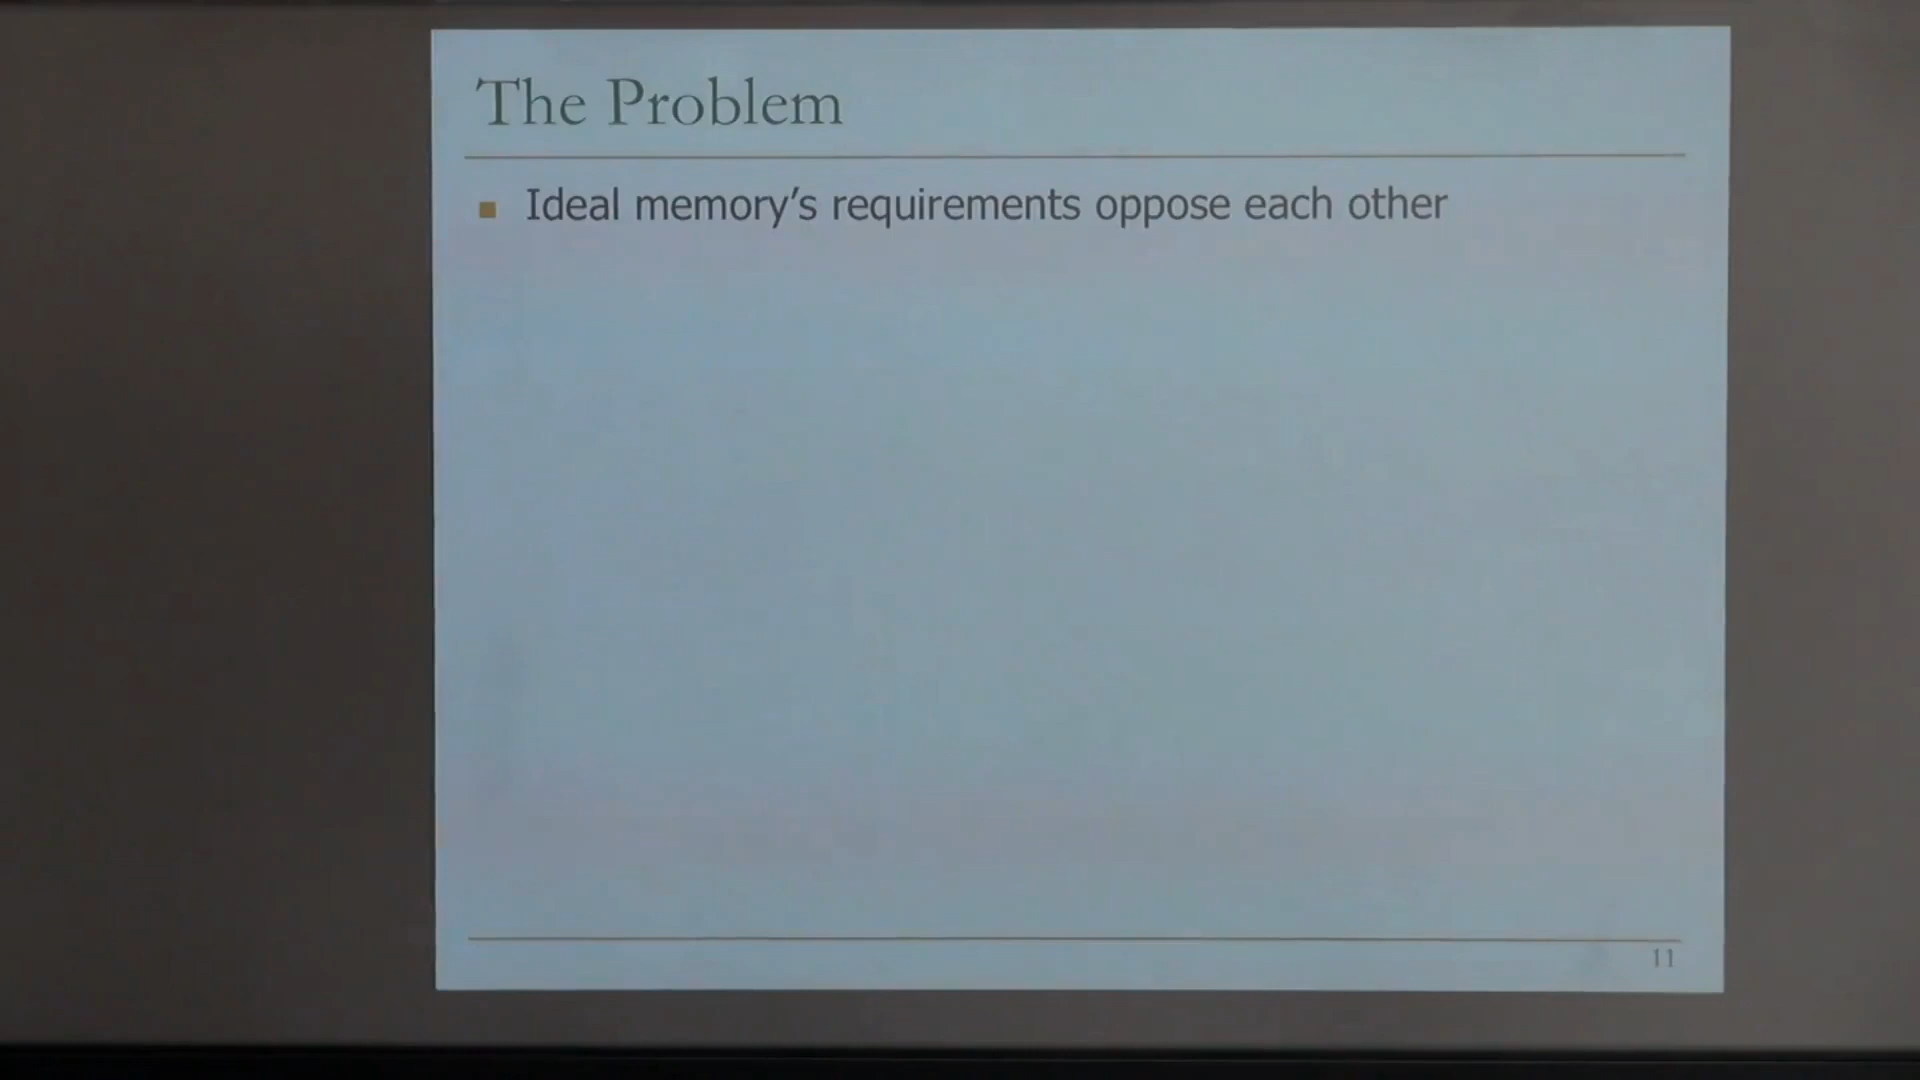 The Problem
Ideal memory’s requirements oppose each other
11